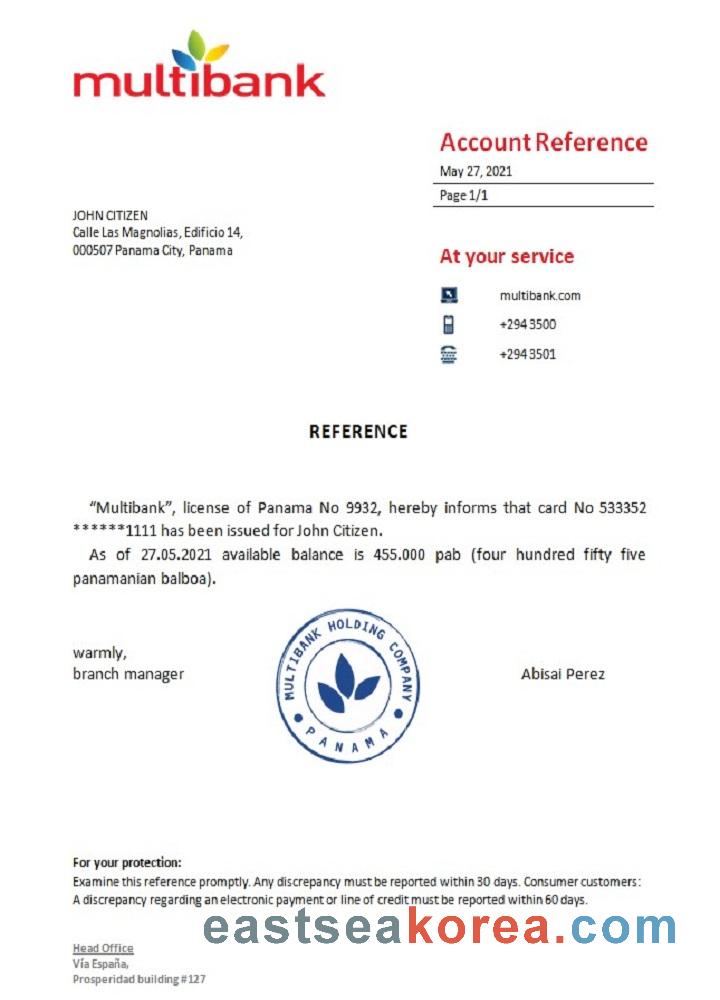 multibank
Account Reference
May 27, 2021
Page 1/1
JOHN CITIZEN
Calle Las Magnolias, Edificio 14,
000507 Panama City, Panama
At your service
multibank.com
+294 3500
+294 3501
REFERENCE
“Multibank”, license of Panama No 9932, hereby informs that card No 533352
******1111 has been issued for John Citizen.
As of 27.05.2021 available balance is 455.000 pab (four hundred fifty five
panamanian balboa).
warmly,
branch manager
MULTIBANK HOLDING COMPANY
PANAMA
Abisai Perez
For your protection:
Examine this reference promptly. Any discrepancy must be reported within 30 days. Consumer customers:
A discrepancy regarding an electronic payment or line of credit must be reported within 60 days.
eastseakorea.com
Head Office
Vía España,
Prosperidad building #127